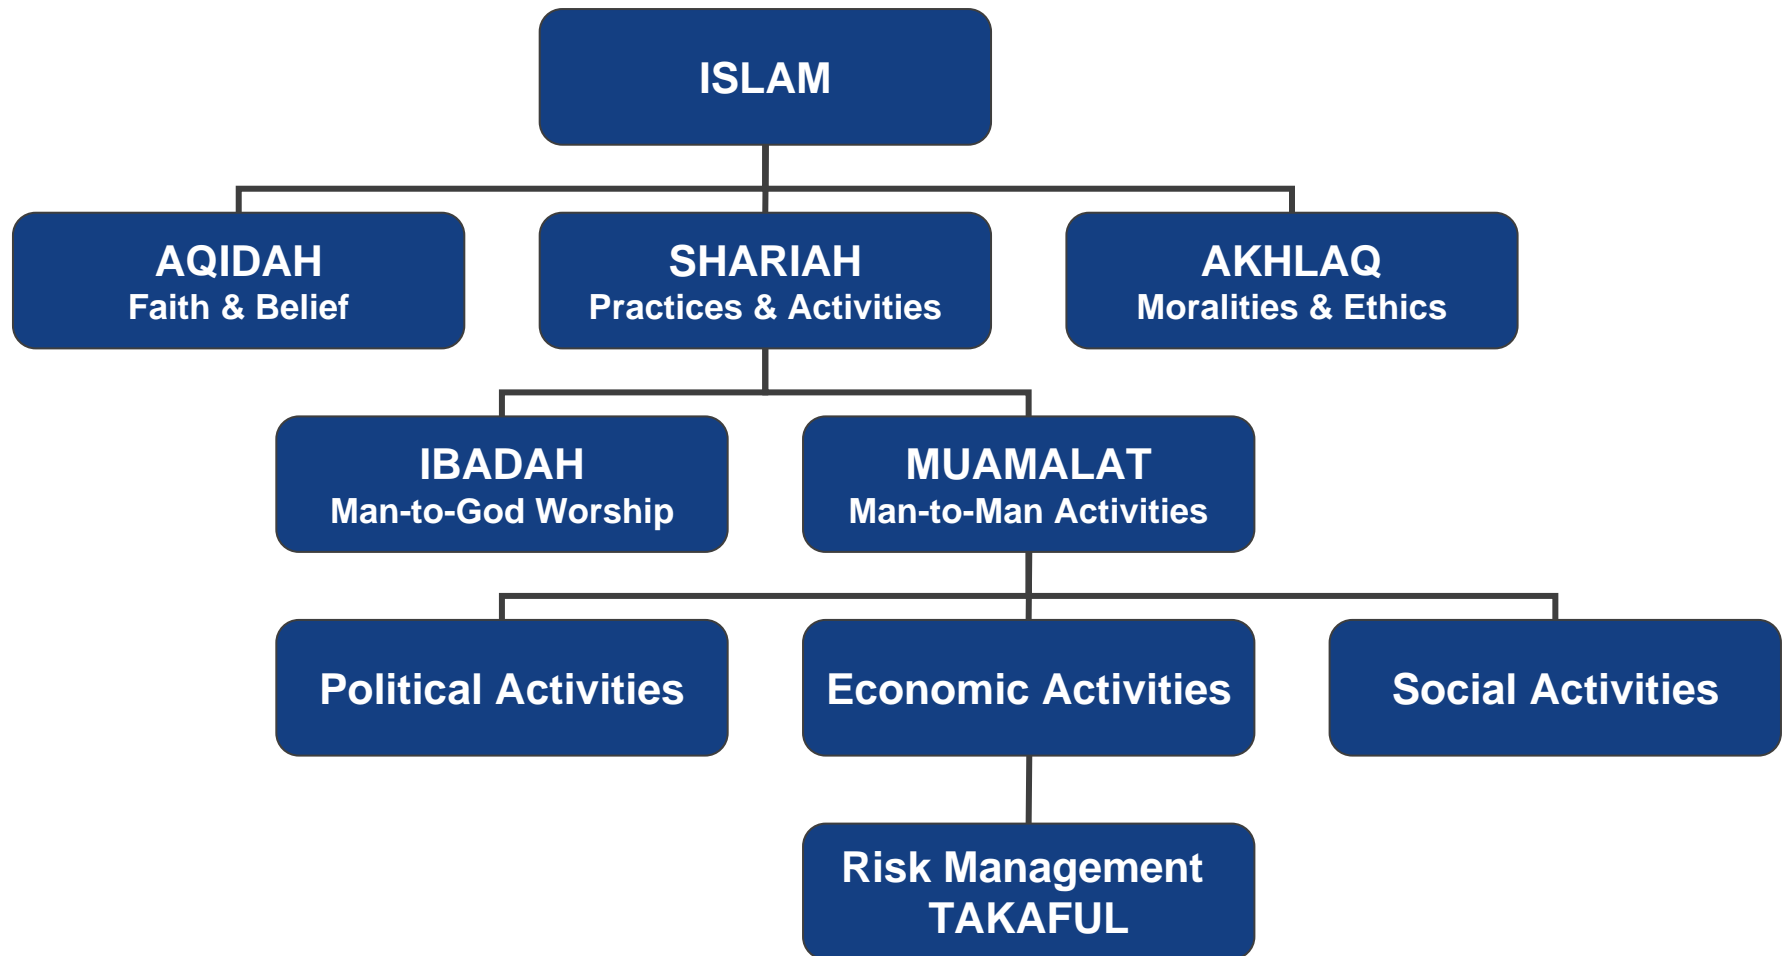 ISLAM
AQIDAH
Faith & Belief
SHARIAH
Practices & Activities
AKHLAQ
Moralities & Ethics
IBADAH
Man-to-God Worship
MUAMALAT
Man-to-Man Activities
Political Activities
Economic Activities
Social Activities
Risk Management
TAKAFUL